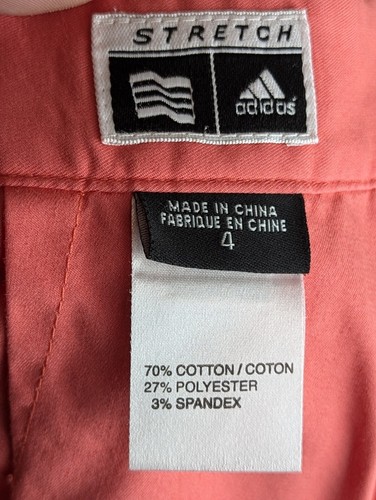 STRETCH
adidas
MADE IN CHINA
FABRIQUE EN CHINE
4
70% COTTON / COTON
27% POLYESTER
3% SPANDEX